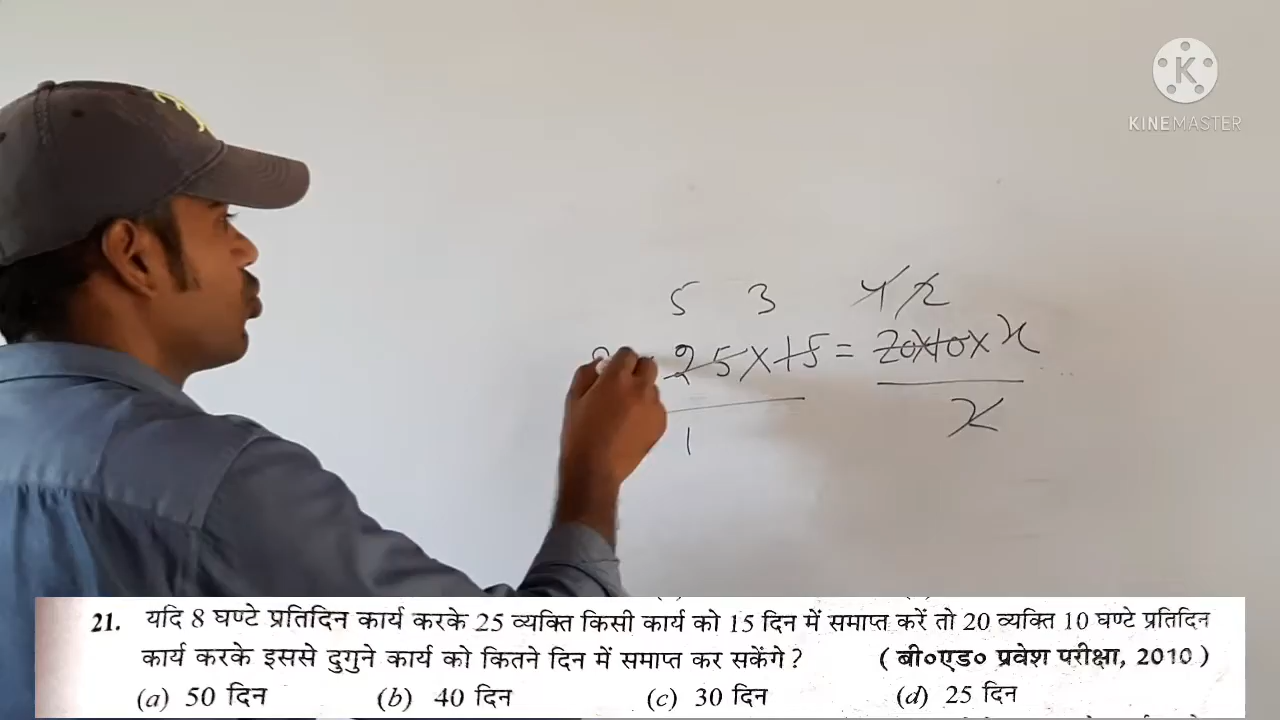 KINEMASTER
5 3 4 2
25×15 = 20×10×x
1 x
21. यदि 8 घण्टे प्रतिदिन कार्य करके 25 व्यक्ति किसी कार्य को 15 दिन में समाप्त करें तो 20 व्यक्ति 10 घण्टे प्रतिदिन
कार्य करके इससे दुगुने कार्य को कितने दिन में समाप्त कर सकेंगे ? ( बी०एड० प्रवेश परीक्षा, 2010 )
(a) 50 दिन (b) 40 दिन (c) 30 दिन (d) 25 दिन